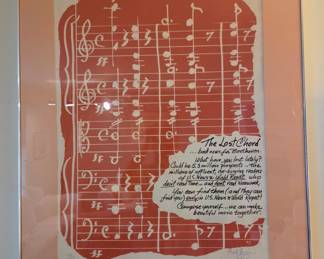 The Lost Chord
... bad news for Beethoven.
What have you lost lately?
Could be 5.3 million prospects - the
millions of affluent, big-buying readers
of U.S. News & World Report who
don't read Time - and don't read Newsweek.
You can find them (and they can
find you) only in U.S. News & World Report!
Compose yourself... we can make
beautiful music together.